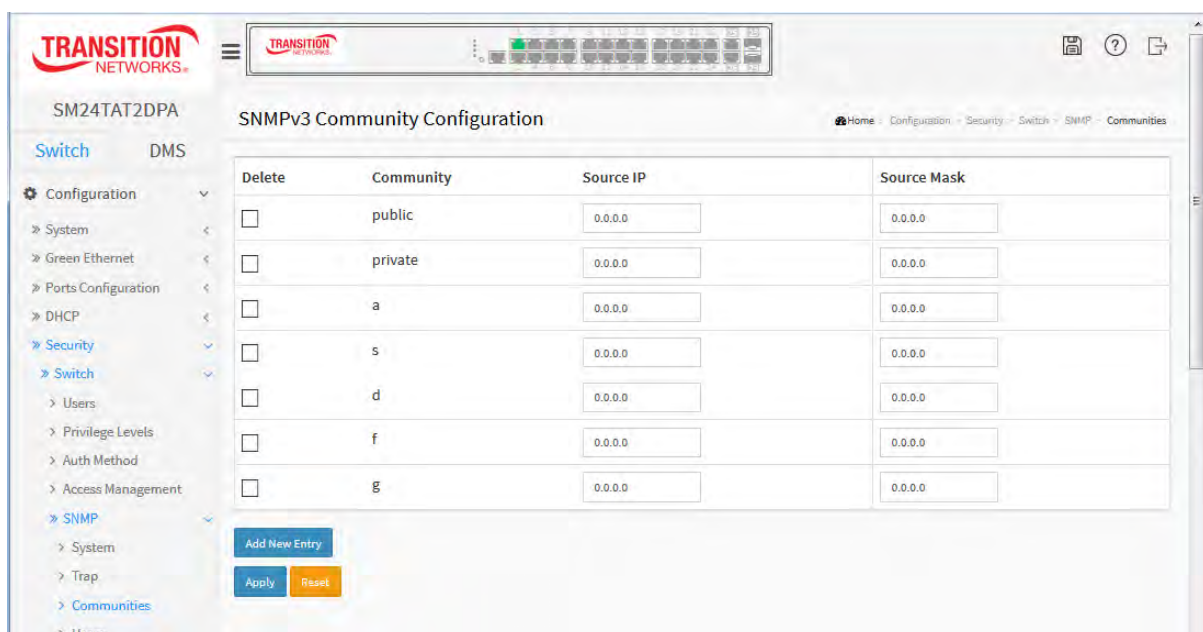 TRANSITION
NETWORKS®
TRANSITION
NETWORKS
SM24TAT2DPA
Switch DMS
SNMPv3 Community Configuration
Home Configuration - Security - Switch - SNMP - Communities
Configuration
» System
» Green Ethernet
» Ports Configuration
» DHCP
» Security
» Switch
> Users
> Privilege Levels
> Auth Method
> Access Management
» SNMP
> System
> Trap
> Communities
Delete Community Source IP Source Mask
public 0.0.0.0 0.0.0.0
private 0.0.0.0 0.0.0.0
a 0.0.0.0 0.0.0.0
s 0.0.0.0 0.0.0.0
d 0.0.0.0 0.0.0.0
f 0.0.0.0 0.0.0.0
g 0.0.0.0 0.0.0.0
Add New Entry
Apply Reset